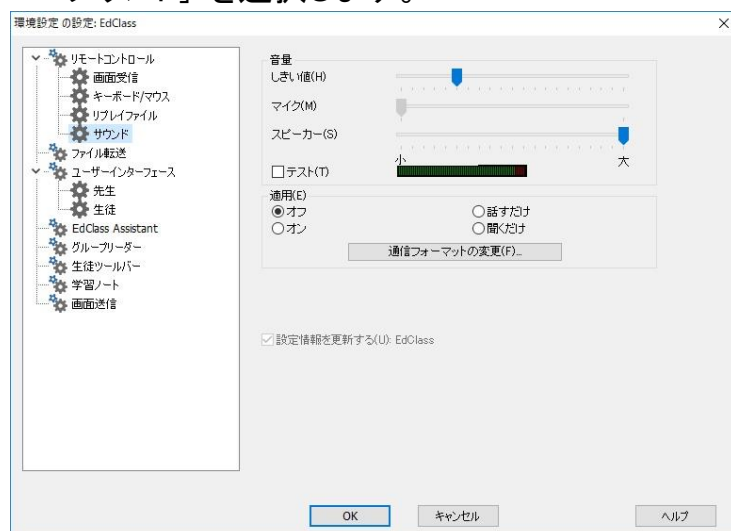 」を選択します。
環境設定 の設定: EdClass
リモートコントロール
画面受信
キーボード/マウス
リプレイファイル
サウンド
ファイル転送
ユーザーインターフェース
先生
生徒
EdClass Assistant
グループリーダー
生徒ツールバー
学習ノート
画面送信
音量
しきい値(H)
マイク(M)
スピーカー(S)
小 大
テスト(T)
適用(E)
オフ 話すだけ
オン 聞くだけ
通信フォーマットの変更(F)...
設定情報を更新する(U): EdClass
OK キャンセル ヘルプ